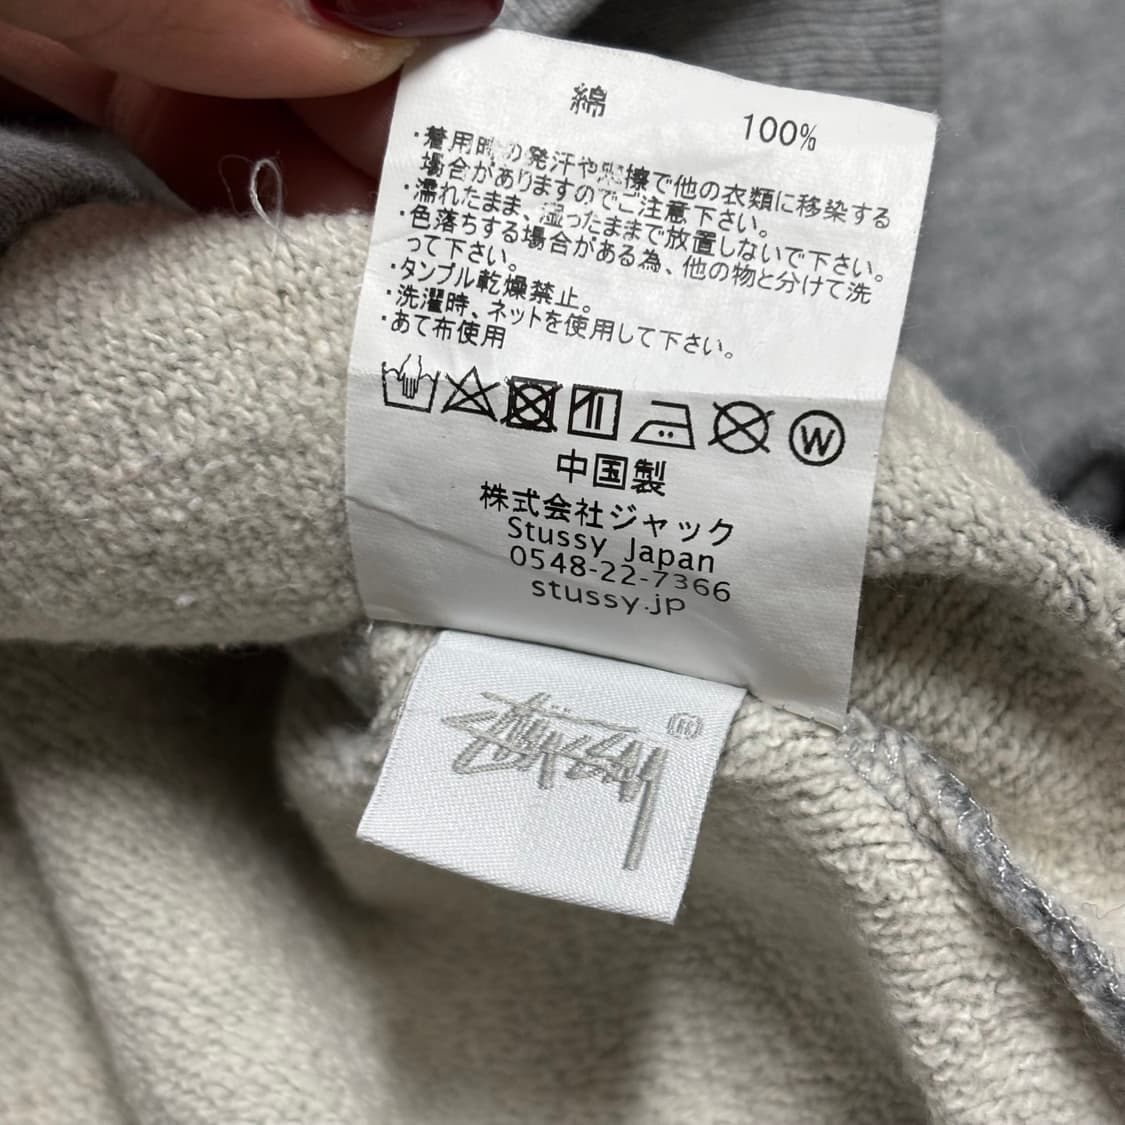 綿 100%
・着用時の発汗や摩擦で他の衣類に移染する
場合がありますのでご注意下さい。
・濡れたまま、湿ったままで放置しないで下さい。
・色落ちする場合がある為、他の物と分けて洗
って下さい。
・タンブル乾燥禁止。
・洗濯時、ネットを使用して下さい。
・あて布使用
W
中国製
株式会社ジャック
Stussy Japan
0548-22-7366
stussy.jp
Stüssy ®